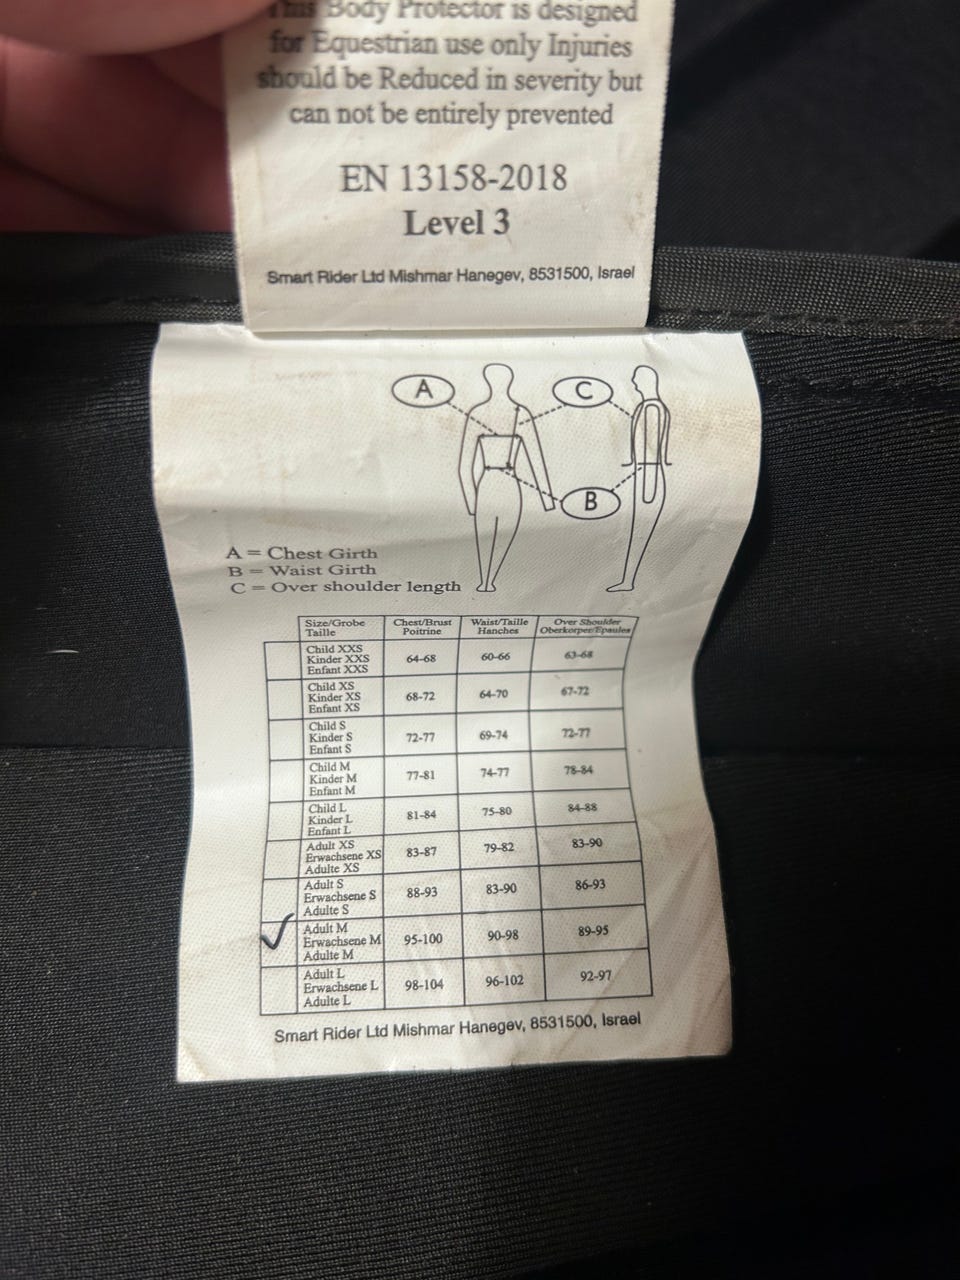 This Body Protector is designed
for Equestrian use only Injuries
should be Reduced in severity but
can not be entirely prevented
EN 13158-2018
Level 3
Smart Rider Ltd Mishmar Hanegev, 8531500, Israel
A
C
B
A = Chest Girth
B = Waist Girth
C = Over shoulder length
Size/Grobe Chest/Brust Waist/Taille Over Shoulder
Taille Poitrine Hanches Oberkorper/Epaules
Child XXS
Kinder XXS 64-68 60-66 63-68
Enfant XXS
Child XS
Kinder XS 68-72 64-70 67-72
Enfant XS
Child S
Kinder S 72-77 69-74 72-77
Enfant S
Child M
Kinder M 77-81 74-77 78-84
Enfant M
Child L
Kinder L 81-84 75-80 84-88
Enfant L
Adult XS
Erwachsene XS 83-87 79-82 83-90
Adulte XS
Adult S
Erwachsene S 88-93 83-90 86-93
Adulte S
Adult M
Erwachsene M 95-100 90-98 89-95
Adulte M
Adult L
Erwachsene L 98-104 96-102 92-97
Adulte L
Smart Rider Ltd Mishmar Hanegev, 8531500, Israel